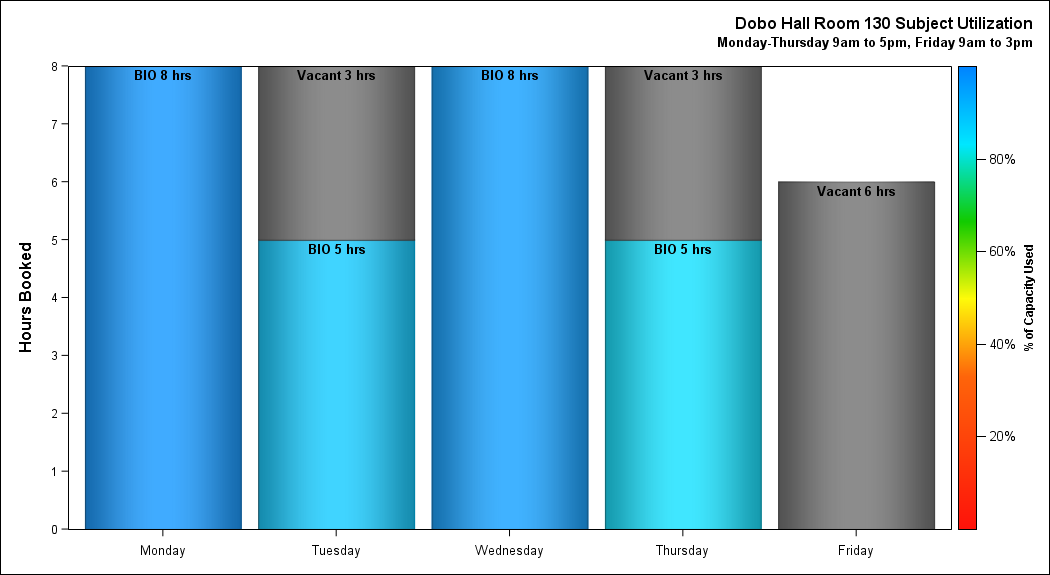 Dobo Hall Room 130 Subject Utilization
Monday-Thursday 9am to 5pm, Friday 9am to 3pm
Hours Booked
8
7
6
5
4
3
2
1
0
BIO 8 hrs
Vacant 3 hrs
BIO 5 hrs
BIO 8 hrs
Vacant 3 hrs
BIO 5 hrs
Vacant 6 hrs
Monday
Tuesday
Wednesday
Thursday
Friday
80%
60%
40%
20%
% of Capacity Used